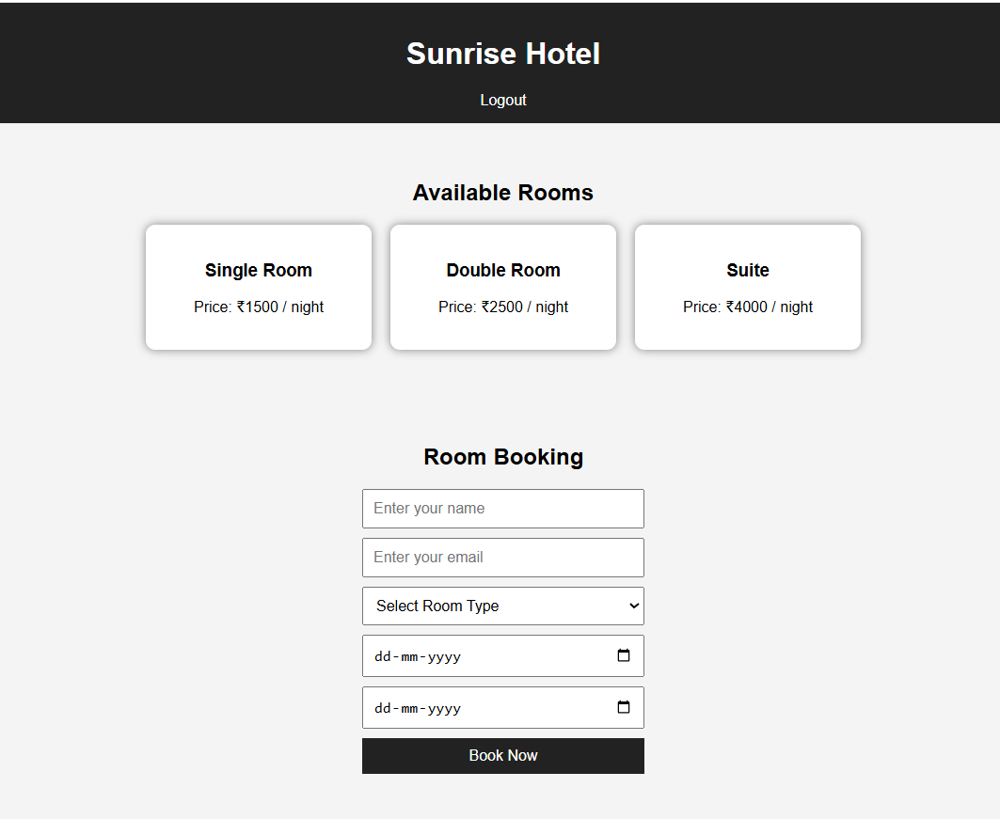 Sunrise Hotel
Logout
Available Rooms
Single Room
Price: ₹1500 / night
Double Room
Price: ₹2500 / night
Suite
Price: ₹4000 / night
Room Booking
Enter your name
Enter your email
Select Room Type
dd-mm-yyyy
dd-mm-yyyy
Book Now